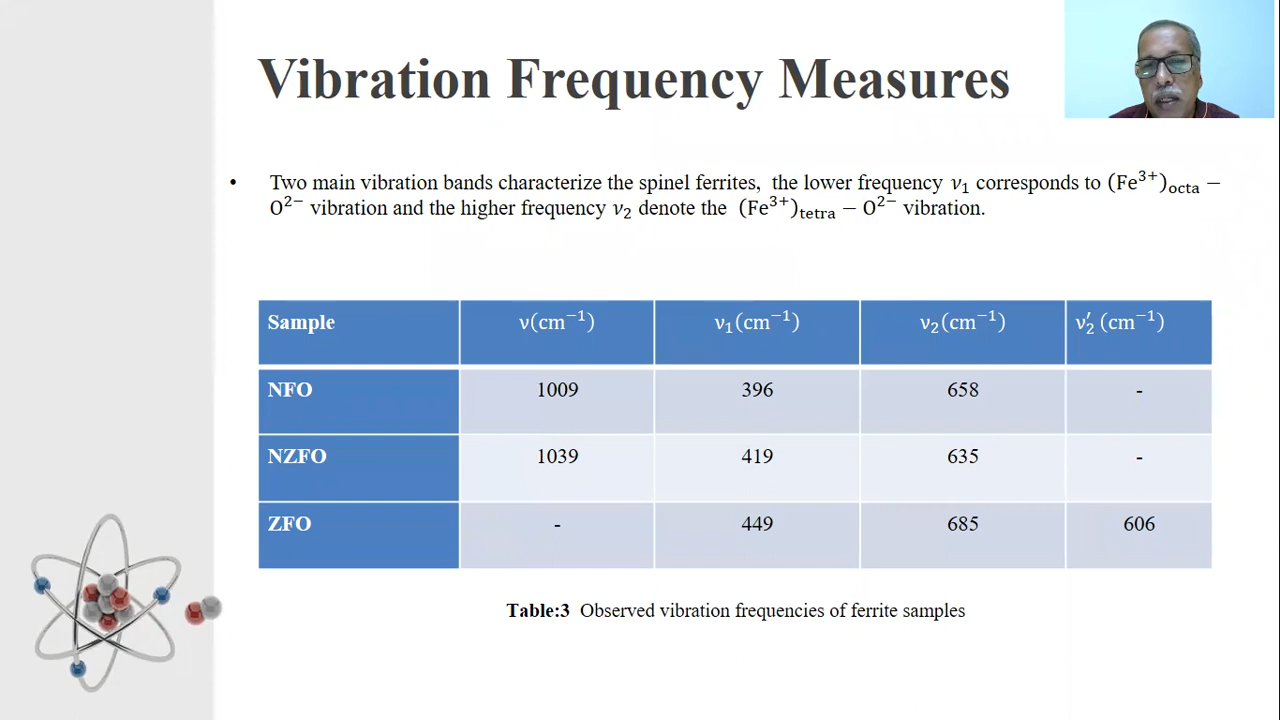 Vibration Frequency Measures
• Two main vibration bands characterize the spinel ferrites, the lower frequency ν₁ corresponds to (Fe³⁺)octa −
O²⁻ vibration and the higher frequency ν₂ denote the (Fe³⁺)tetra − O²⁻ vibration.
Sample ν(cm⁻¹) ν₁(cm⁻¹) ν₂(cm⁻¹) ν₂′ (cm⁻¹)
NFO 1009 396 658 -
NZFO 1039 419 635 -
ZFO - 449 685 606
Table:3 Observed vibration frequencies of ferrite samples